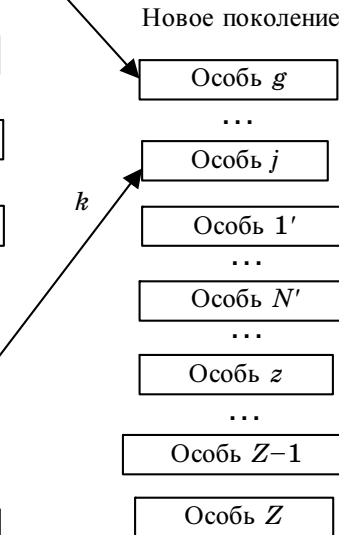 Новое поколение
Особь g
...
Особь j
k
Особь 1′
...
Особь N′
...
Особь z
...
Особь Z−1
Особь Z